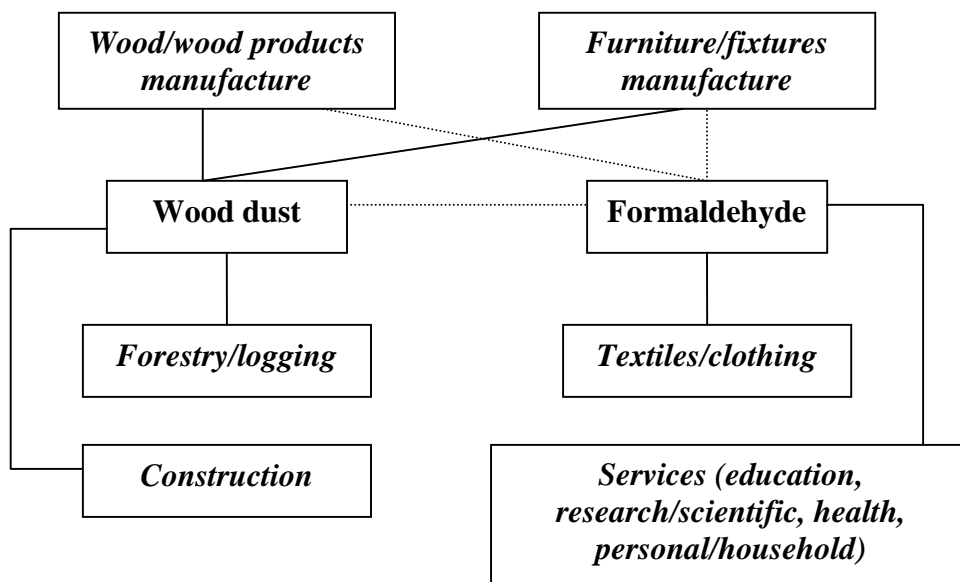 Wood/wood products
manufacture
Furniture/fixtures
manufacture
Wood dust
Formaldehyde
Forestry/logging
Textiles/clothing
Construction
Services (education,
research/scientific, health,
personal/household)